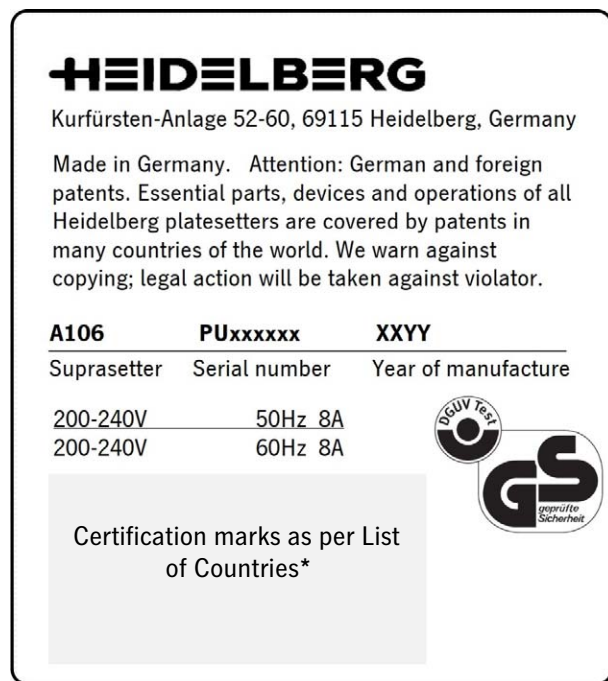 HEIDELBERG
Kurfürsten-Anlage 52-60, 69115 Heidelberg, Germany
Made in Germany. Attention: German and foreign
patents. Essential parts, devices and operations of all
Heidelberg platesetters are covered by patents in
many countries of the world. We warn against
copying; legal action will be taken against violator.
A106 PUxxxxxx XXYY
Suprasetter Serial number Year of manufacture
200-240V 50Hz 8A
200-240V 60Hz 8A
DGUV Test
GS
geprüfte
Sicherheit
Certification marks as per List
of Countries*